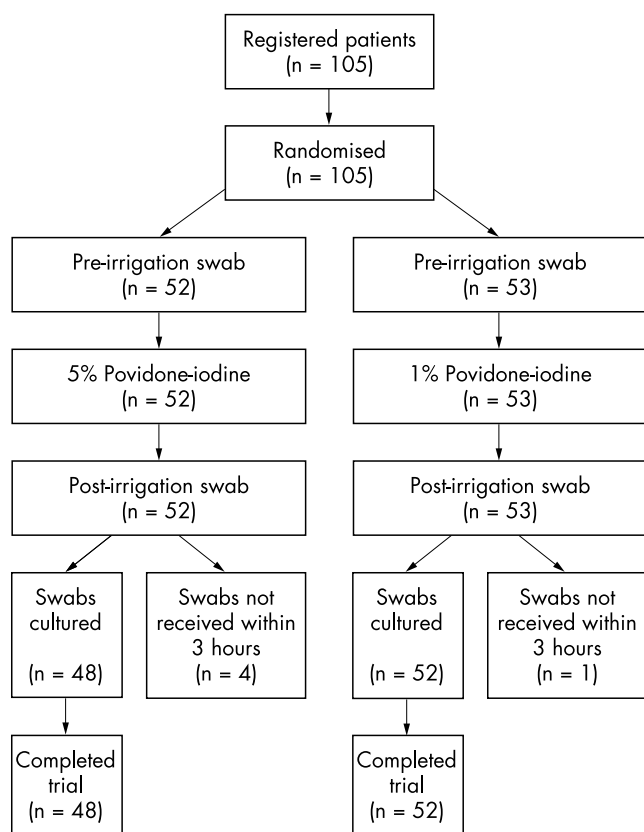 Registered patients
(n = 105)
Randomised
(n = 105)
Pre-irrigation swab
(n = 52)
Pre-irrigation swab
(n = 53)
5% Povidone-iodine
(n = 52)
1% Povidone-iodine
(n = 53)
Post-irrigation swab
(n = 52)
Post-irrigation swab
(n = 53)
Swabs
cultured
(n = 48)
Swabs not
received within
3 hours
(n = 4)
Swabs
cultured
(n = 52)
Swabs not
received within
3 hours
(n = 1)
Completed
trial
(n = 48)
Completed
trial
(n = 52)